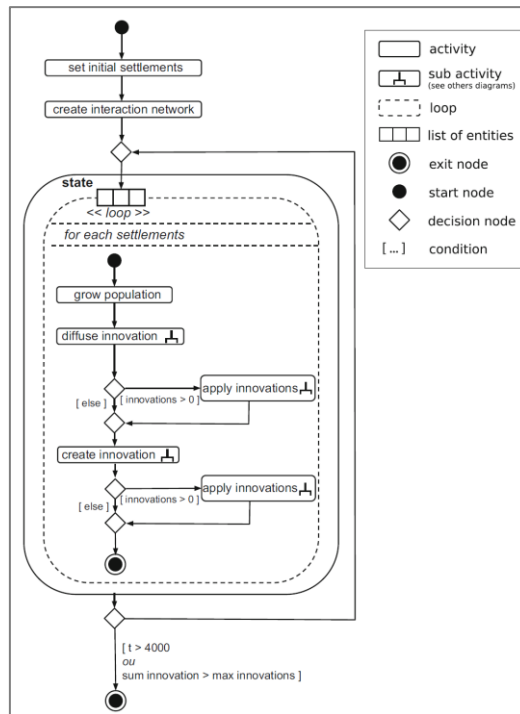 set initial settlements
create interaction network
state
<< loop >>
for each settlements
grow population
diffuse innovation
apply innovations
[ innovations > 0 ]
[ else ]
create innovation
apply innovations
[ innovations > 0 ]
[ else ]
[ t > 4000
ou
sum innovation > max innovations ]
activity
sub activity
(see others diagrams)
loop
list of entities
exit node
start node
decision node
[ ... ]
condition